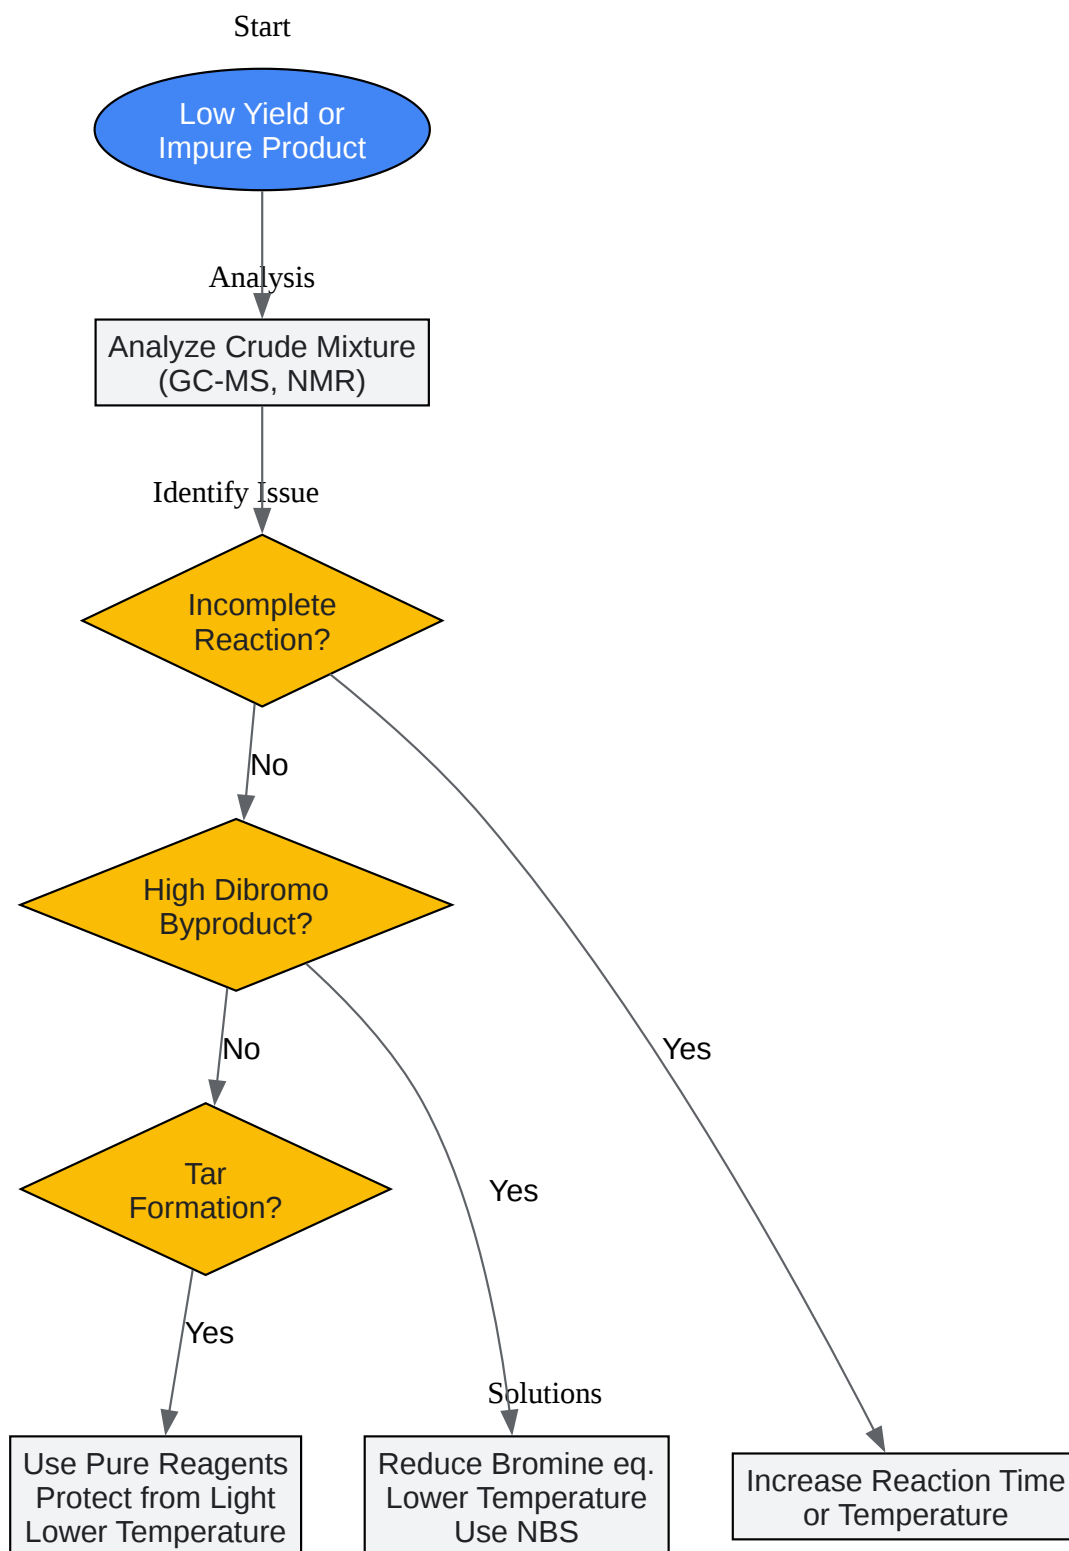 Start
Low Yield or
Impure Product
Analysis
Analyze Crude Mixture
(GC-MS, NMR)
Identify Issue
Incomplete
Reaction?
No
High Dibromo
Byproduct?
No
Yes
Tar
Formation?
Yes
Yes
Solutions
Use Pure Reagents
Protect from Light
Lower Temperature
Reduce Bromine eq.
Lower Temperature
Use NBS
Increase Reaction Time
or Temperature